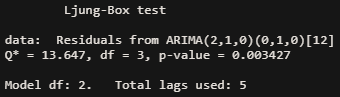 Ljung-Box test
data:  Residuals from ARIMA(2,1,0)(0,1,0)[12]
Q* = 13.647, df = 3, p-value = 0.003427
Model df: 2.   Total lags used: 5